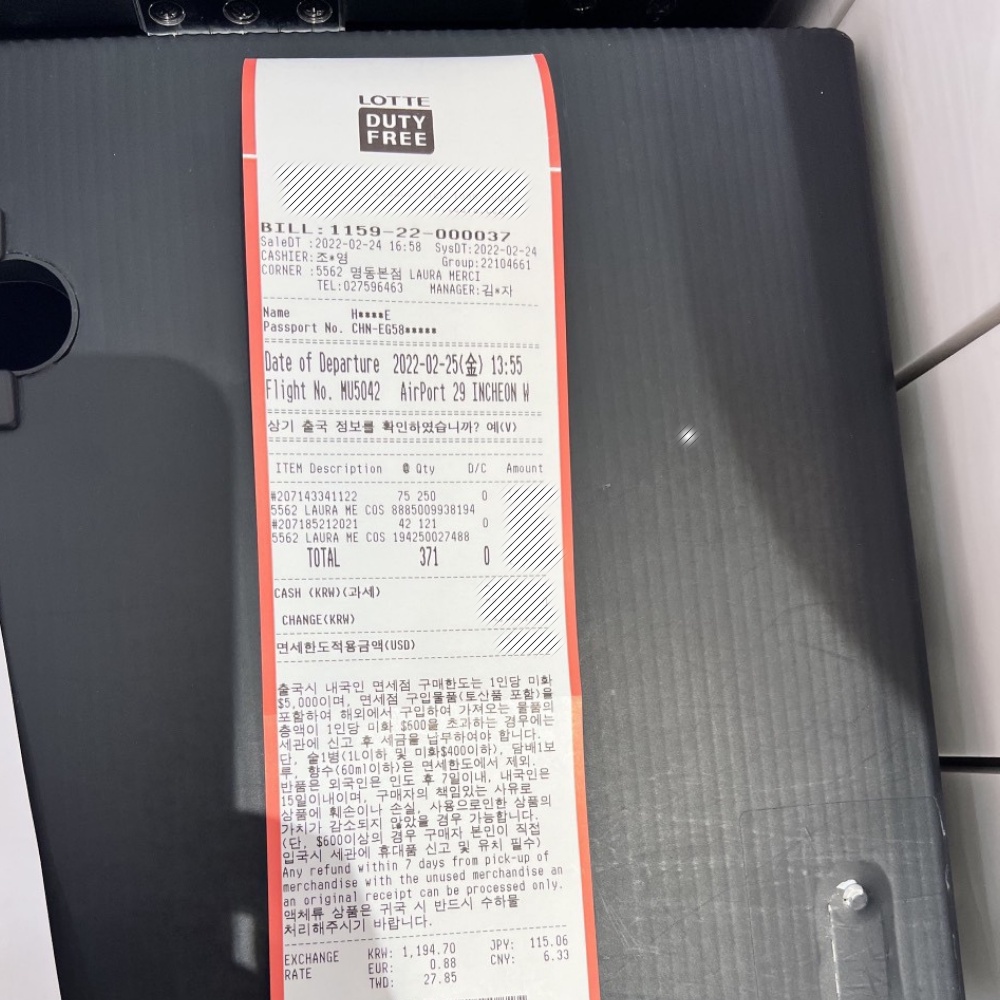 LOTTE
DUTY
FREE
BILL:1159-22-000037
SaleDT :2022-02-24 16:58 SysDT:2022-02-24
CASHIER:조*영 Group:22104661
CORNER :5562 명동본점 LAURA MERCI
TEL:027596463 MANAGER:김*자
Name H****E
Passport No. CHN-EG58*****
Date of Departure 2022-02-25(金) 13:55
Flight No. MU5042 AirPort 29 INCHEON W
상기 출국 정보를 확인하였습니까? 예(V)
ITEM Description @ Qty D/C Amount
#207143341122 75 250 0
5562 LAURA ME COS 8885009938194
#207185212021 42 121 0
5562 LAURA ME COS 194250027488
TOTAL 371 0
CASH (KRW)(과세)
CHANGE(KRW)
면세한도적용금액(USD)
출국시 내국인 면세점 구매한도는 1인당 미화
$5,000이며, 면세점 구입물품(토산품 포함)을
포함하여 해외에서 구입하여 가져오는 물품의
총액이 1인당 미화 $600을 초과하는 경우에는
세관에 신고 후 세금을 납부하여야 합니다.
단, 술1병(1L이하 및 미화$400이하), 담배1보
루, 향수(60ml이하)은 면세한도에서 제외.
반품은 외국인은 인도 후 7일이내, 내국인은
15일이내이며, 구매자의 책임있는 사유로
상품에 훼손이나 손실, 사용으로인한 상품의
가치가 감소되지 않았을 경우 가능합니다.
(단, $600이상의 경우 구매자 본인이 직접
입국시 세관에 휴대품 신고 및 유치 필수)
Any refund within 7 days from pick-up of
merchandise with the unused merchandise an
an original receipt can be processed only.
액체류 상품은 귀국 시 반드시 수하물
처리해주시기 바랍니다.
EXCHANGE KRW: 1,194.70 JPY: 115.06
RATE EUR: 0.88 CNY: 6.33
TWD: 27.85